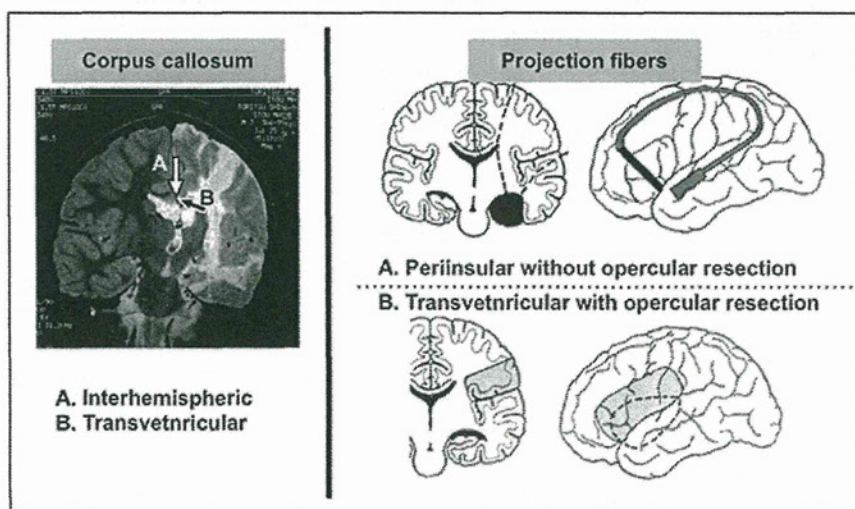 Corpus callosum
A
B
A. Interhemispheric
B. Transvetnricular
Projection fibers
A. Periinsular without opercular resection
B. Transvetnricular with opercular resection